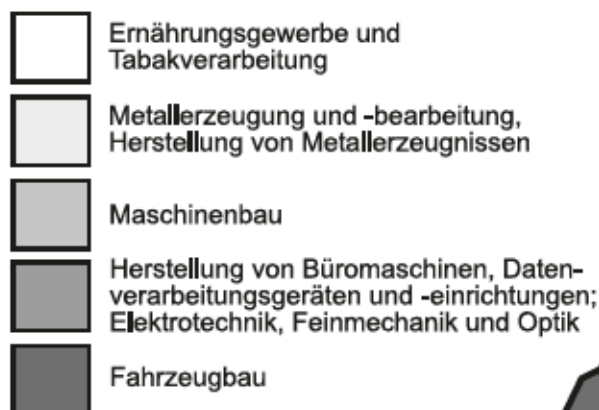 Ernährungsgewerbe und
Tabakverarbeitung
Metallerzeugung und -bearbeitung,
Herstellung von Metallerzeugnissen
Maschinenbau
Herstellung von Büromaschinen, Daten-
verarbeitungsgeräten und -einrichtungen;
Elektrotechnik, Feinmechanik und Optik
Fahrzeugbau